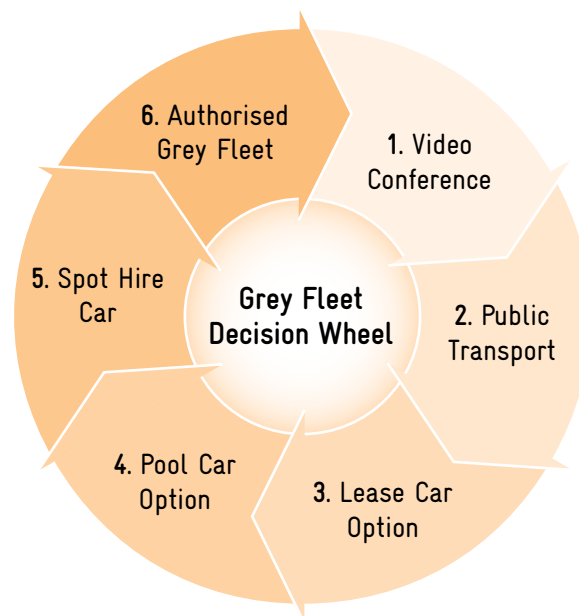 Grey Fleet
Decision Wheel
1. Video
Conference
2. Public
Transport
3. Lease Car
Option
4. Pool Car
Option
5. Spot Hire
Car
6. Authorised
Grey Fleet